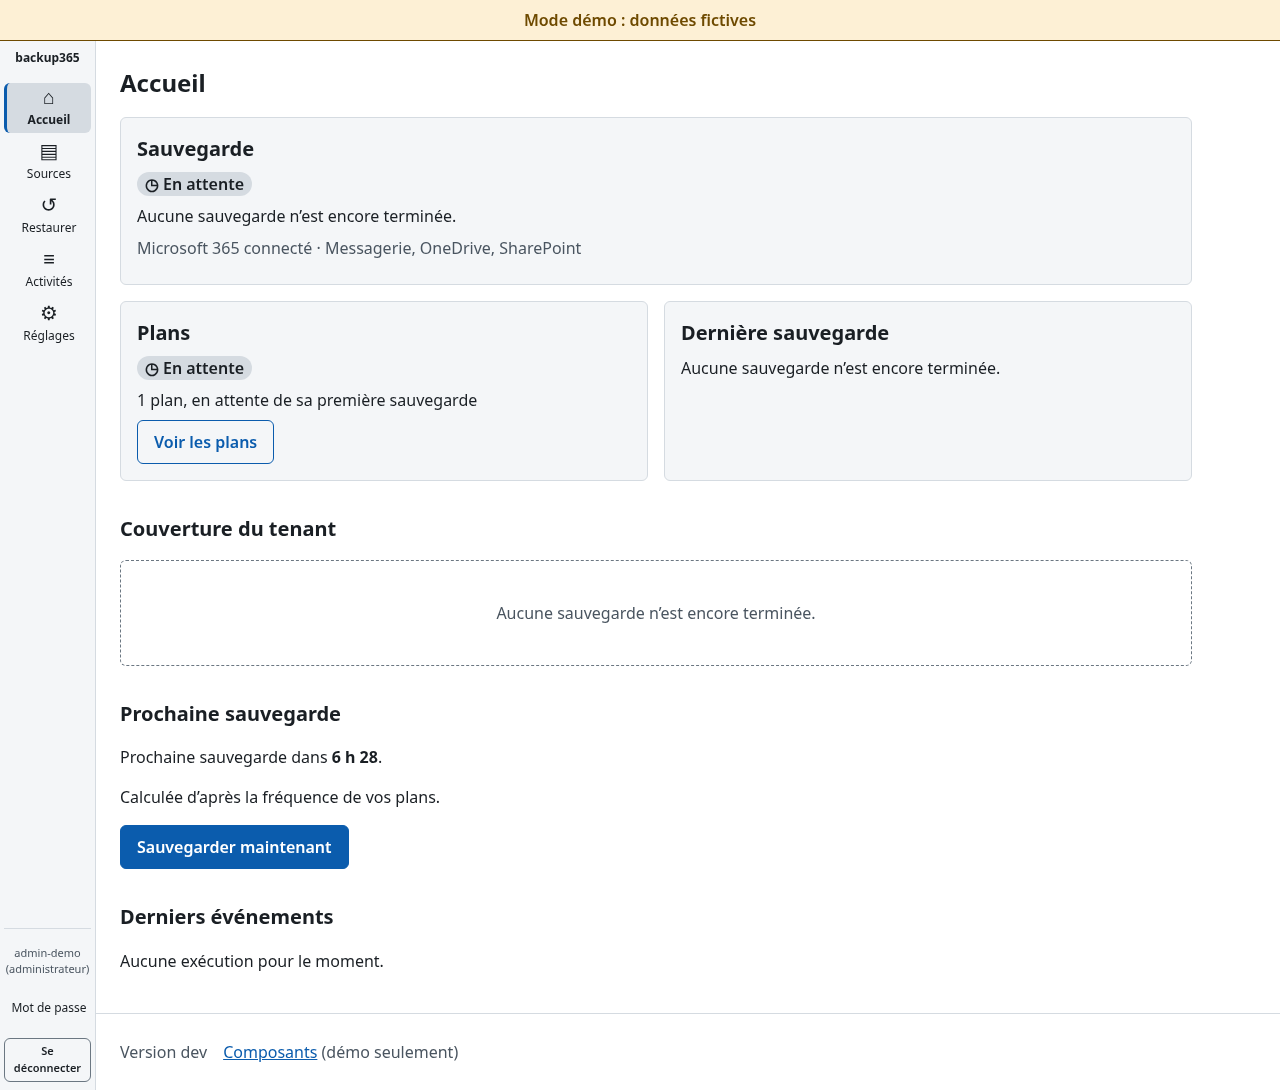 Mode démo : données fictives
backup365
Accueil
Sources
Restaurer
Activités
Réglages
admin-demo
(administrateur)
Mot de passe
Se
déconnecter
Accueil
Sauvegarde
En attente
Aucune sauvegarde n’est encore terminée.
Microsoft 365 connecté · Messagerie, OneDrive, SharePoint
Plans
En attente
1 plan, en attente de sa première sauvegarde
Voir les plans
Dernière sauvegarde
Aucune sauvegarde n’est encore terminée.
Couverture du tenant
Aucune sauvegarde n’est encore terminée.
Prochaine sauvegarde
Prochaine sauvegarde dans 6 h 28.
Calculée d’après la fréquence de vos plans.
Sauvegarder maintenant
Derniers événements
Aucune exécution pour le moment.
Version dev Composants (démo seulement)